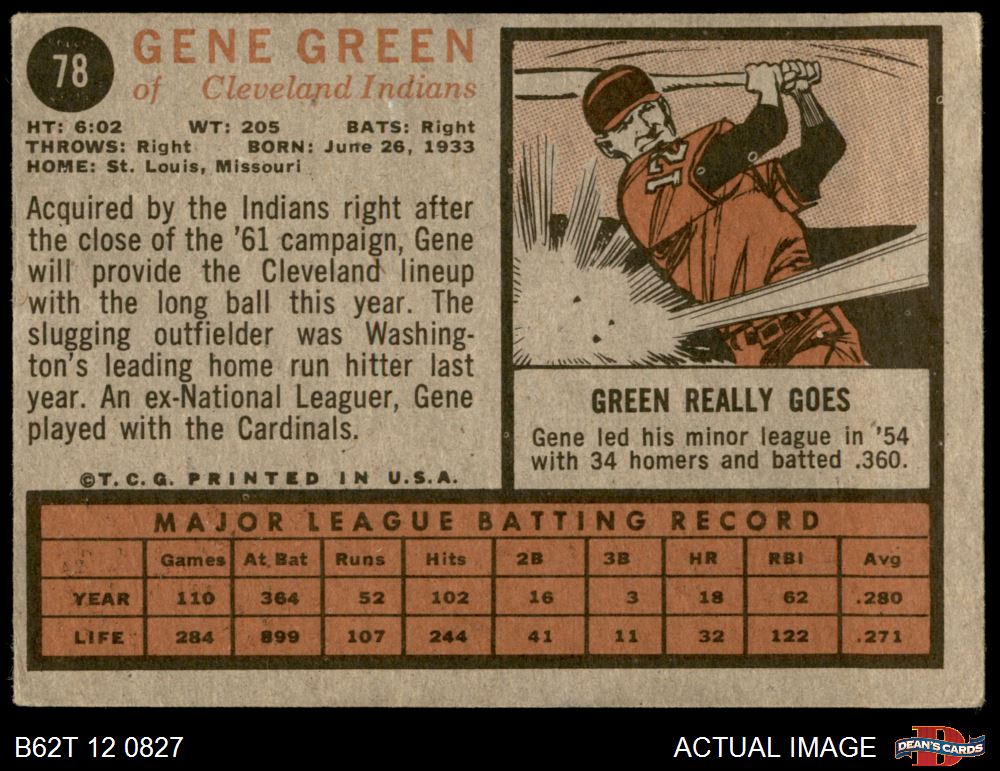 78
GENE GREEN
of Cleveland Indians
HT: 6:02 WT: 205 BATS: Right
THROWS: Right BORN: June 26, 1933
HOME: St. Louis, Missouri
Acquired by the Indians right after
the close of the '61 campaign, Gene
will provide the Cleveland lineup
with the long ball this year. The
slugging outfielder was Washing-
ton's leading home run hitter last
year. An ex-National Leaguer, Gene
played with the Cardinals.
©T.C.G. PRINTED IN U.S.A.
12
GREEN REALLY GOES
Gene led his minor league in '54
with 34 homers and batted .360.
MAJOR LEAGUE BATTING RECORD
Games At Bat Runs Hits 2B 3B HR RBI Avg
YEAR 110 364 52 102 16 3 18 62 .280
LIFE 284 899 107 244 41 11 32 122 .271
B62T 12 0827
ACTUAL IMAGE
D
DEAN'S CARDS